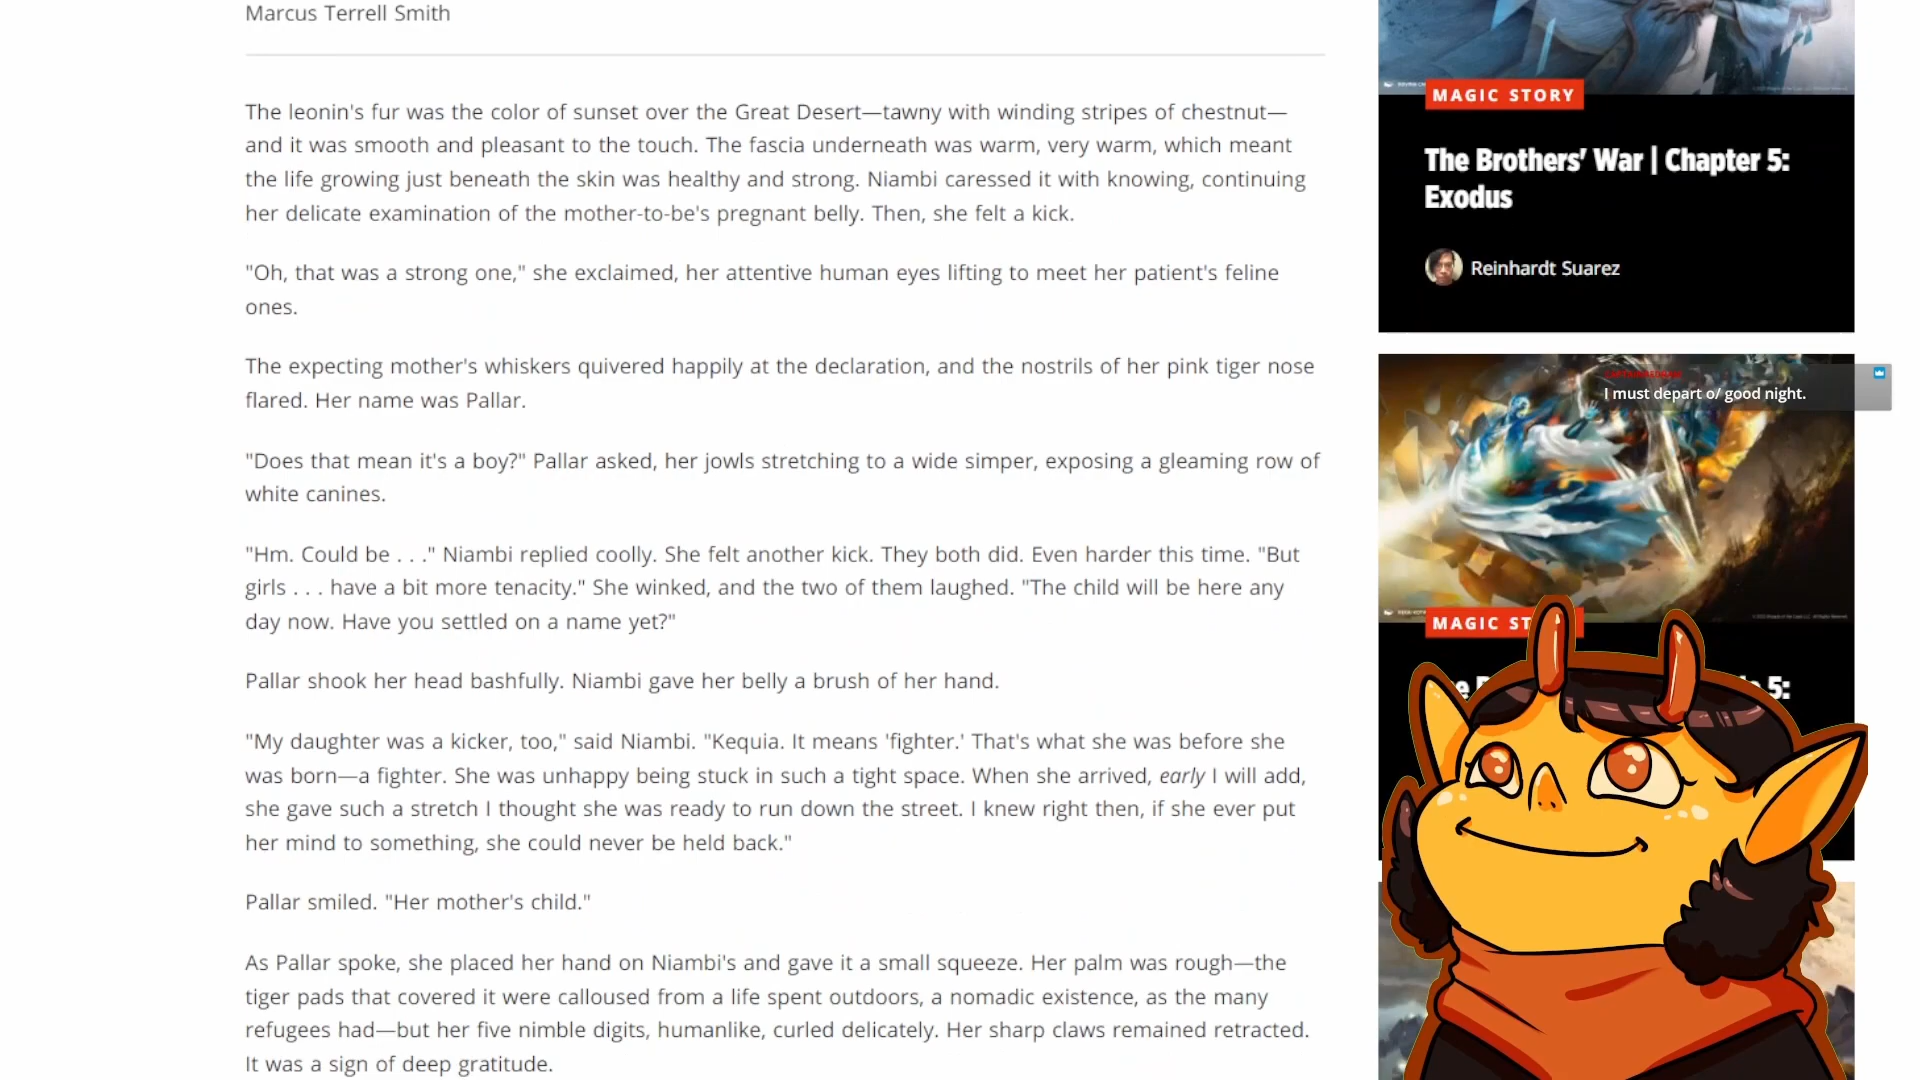 Marcus Terrell Smith
The leonin's fur was the color of sunset over the Great Desert—tawny with winding stripes of chestnut—
and it was smooth and pleasant to the touch. The fascia underneath was warm, very warm, which meant
the life growing just beneath the skin was healthy and strong. Niambi caressed it with knowing, continuing
her delicate examination of the mother-to-be's pregnant belly. Then, she felt a kick.
"Oh, that was a strong one," she exclaimed, her attentive human eyes lifting to meet her patient's feline
ones.
The expecting mother's whiskers quivered happily at the declaration, and the nostrils of her pink tiger nose
flared. Her name was Pallar.
"Does that mean it's a boy?" Pallar asked, her jowls stretching to a wide simper, exposing a gleaming row of
white canines.
"Hm. Could be . . ." Niambi replied coolly. She felt another kick. They both did. Even harder this time. "But
girls . . . have a bit more tenacity." She winked, and the two of them laughed. "The child will be here any
day now. Have you settled on a name yet?"
Pallar shook her head bashfully. Niambi gave her belly a brush of her hand.
"My daughter was a kicker, too," said Niambi. "Kequia. It means 'fighter.' That's what she was before she
was born—a fighter. She was unhappy being stuck in such a tight space. When she arrived, early I will add,
she gave such a stretch I thought she was ready to run down the street. I knew right then, if she ever put
her mind to something, she could never be held back."
Pallar smiled. "Her mother's child."
As Pallar spoke, she placed her hand on Niambi's and gave it a small squeeze. Her palm was rough—the
tiger pads that covered it were calloused from a life spent outdoors, a nomadic existence, as the many
refugees had—but her five nimble digits, humanlike, curled delicately. Her sharp claws remained retracted.
It was a sign of deep gratitude.
MAGIC STORY
The Brothers' War | Chapter 5:
Exodus
Reinhardt Suarez
I must depart o/ good night.
MAGIC ST
5: